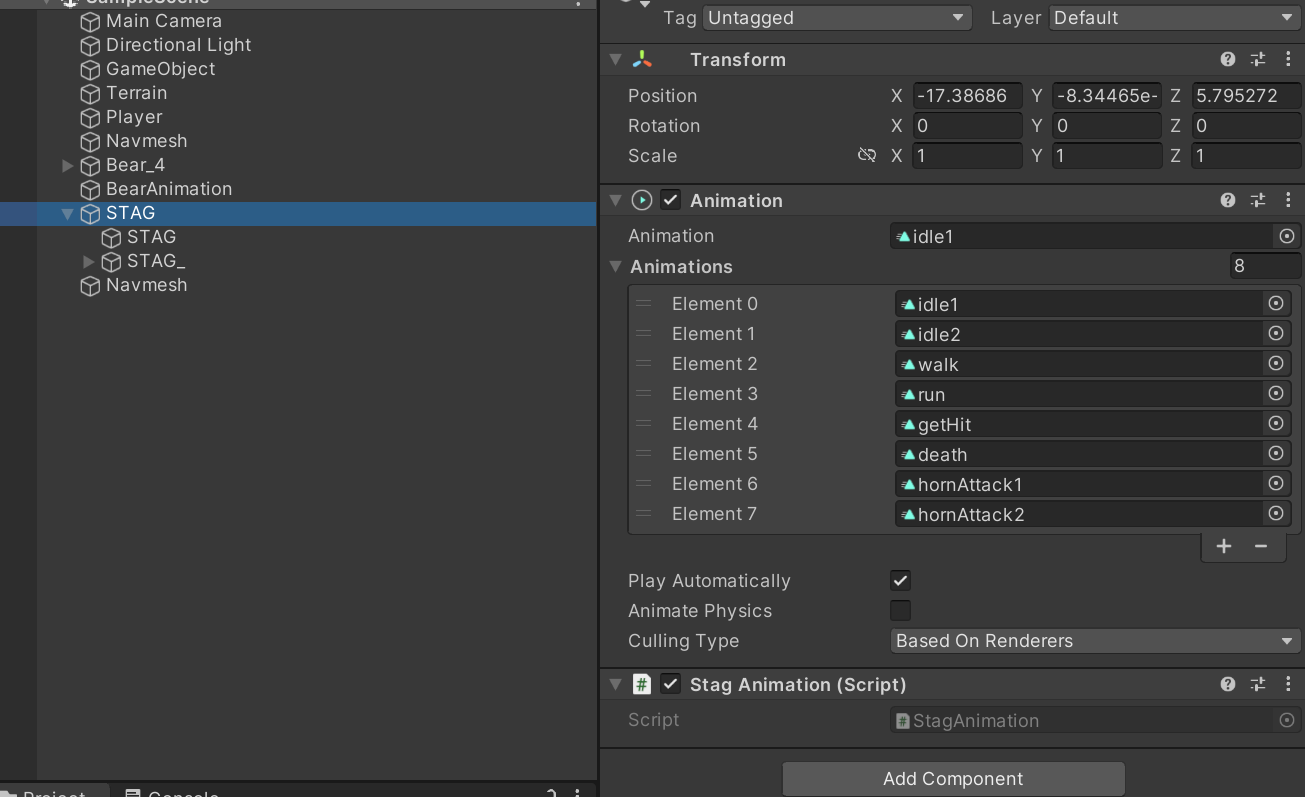 SampleScene
Main Camera
Directional Light
GameObject
Terrain
Player
Navmesh
Bear_4
BearAnimation
STAG
STAG
STAG_
Navmesh
Project
Console
Tag Untagged Layer Default
Transform
Position X -17.38686 Y -8.34465e- Z 5.795272
Rotation X 0 Y 0 Z 0
Scale X 1 Y 1 Z 1
Animation
Animation idle1
Animations 8
Element 0 idle1
Element 1 idle2
Element 2 walk
Element 3 run
Element 4 getHit
Element 5 death
Element 6 hornAttack1
Element 7 hornAttack2
+ −
Play Automatically
Animate Physics
Culling Type Based On Renderers
# Stag Animation (Script)
Script # StagAnimation
Add Component